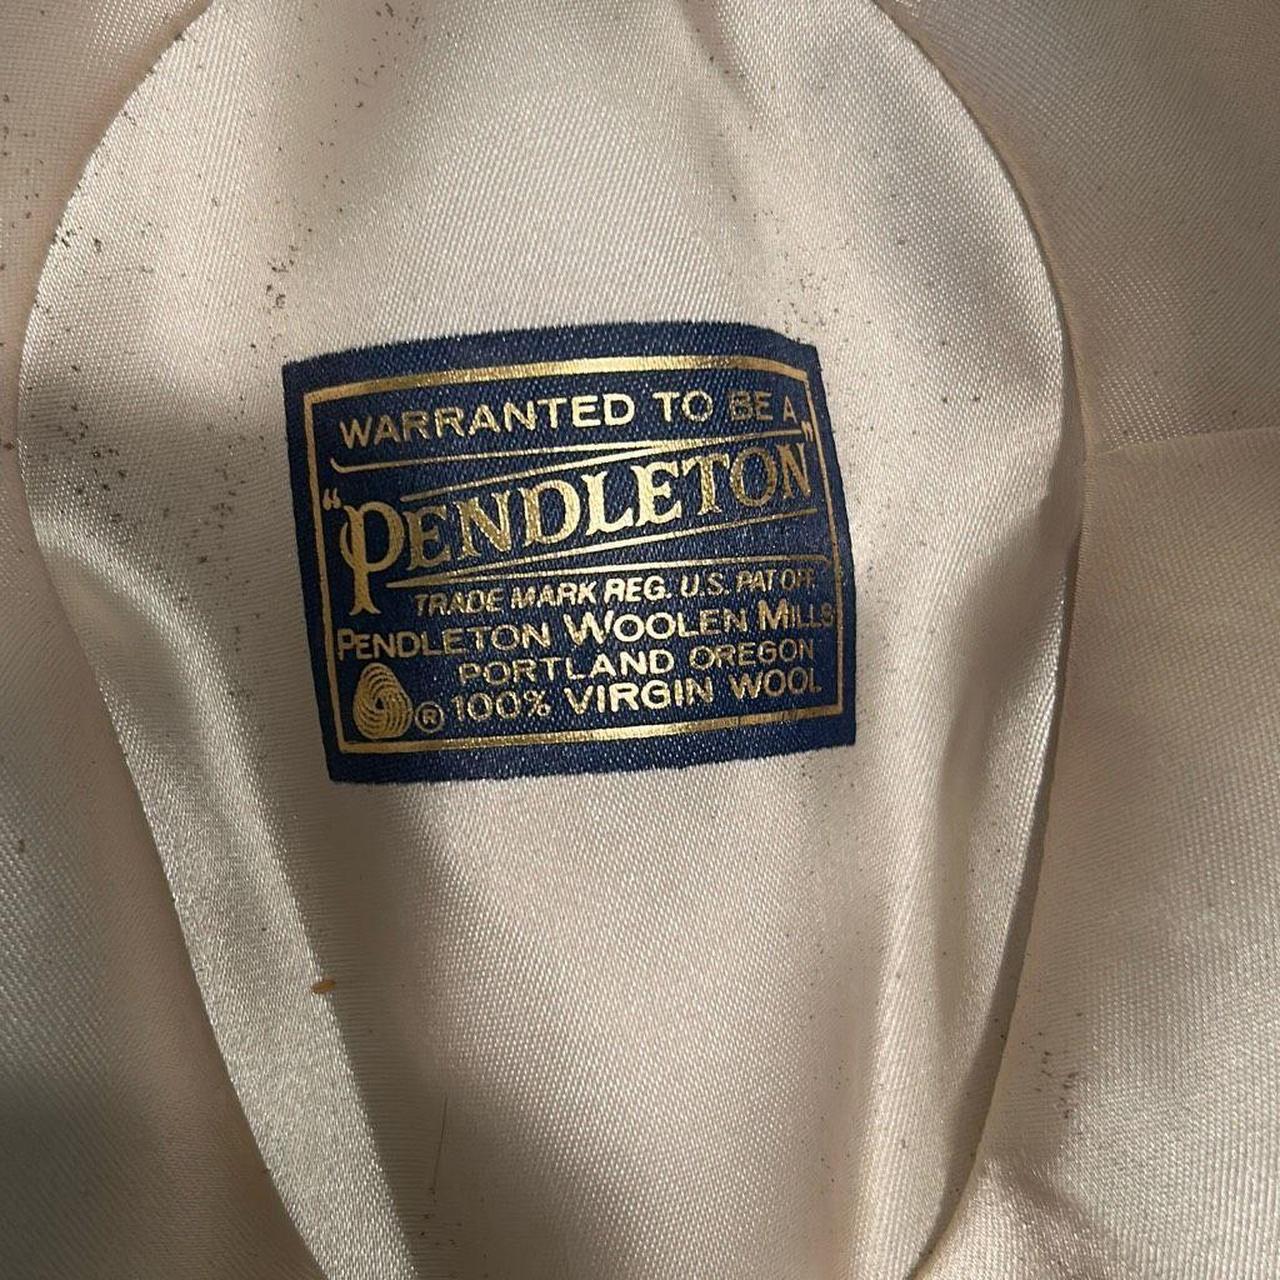 WARRANTED TO BE A
"PENDLETON"
TRADE MARK REG. U.S. PAT OFF.
PENDLETON WOOLEN MILLS
PORTLAND OREGON
® 100% VIRGIN WOOL